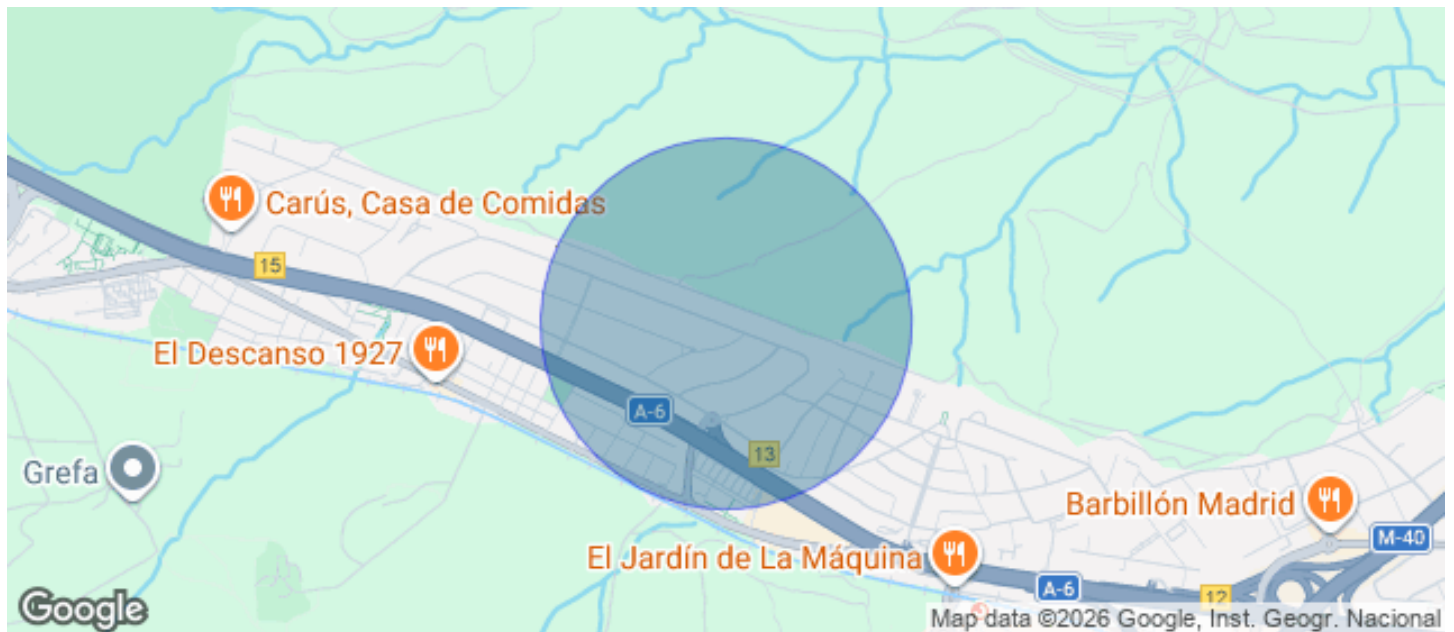 Carús, Casa de Comidas
15
El Descanso 1927
A-6
13
Grefa
Barbillón Madrid
M-40
El Jardín de La Máquina
A-6
12
Google
Map data ©2026 Google, Inst. Geogr. Nacional